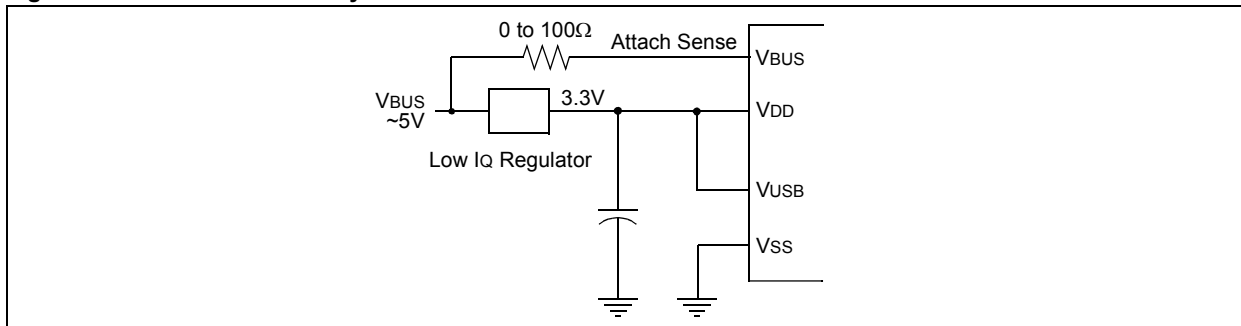 0 to 100Ω
Attach Sense
VBUS
VBUS
~5V
3.3V
VDD
Low IQ Regulator
VUSB
VSS